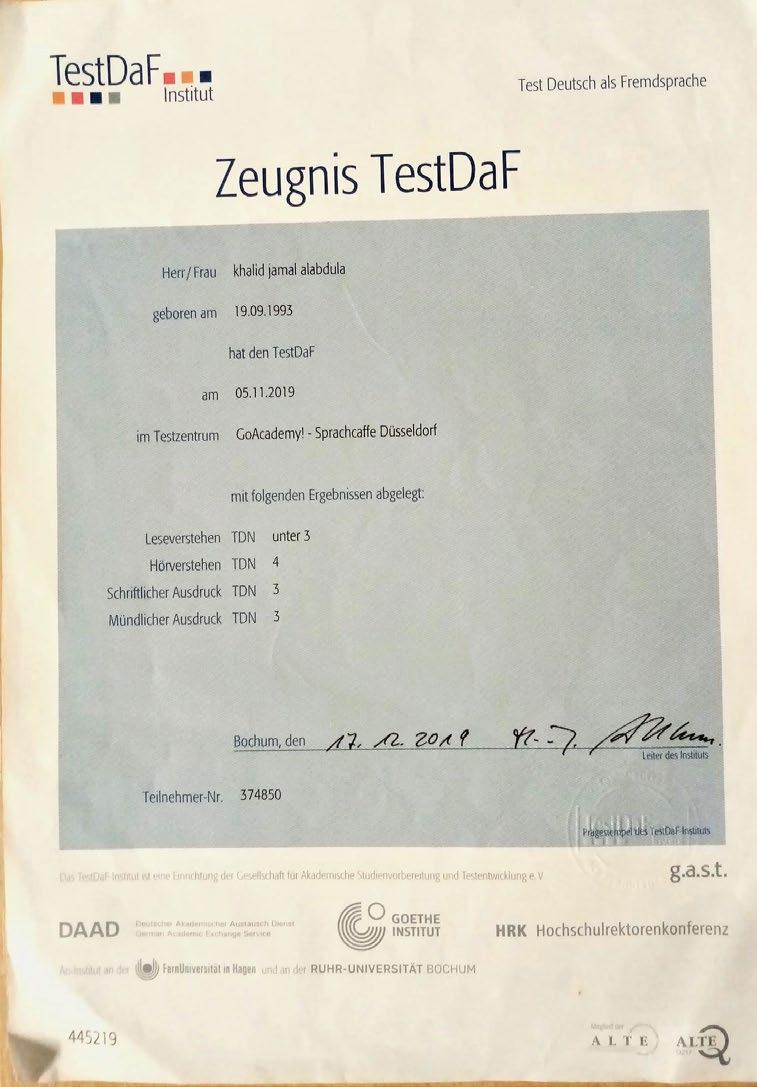 TestDaF
Institut
Test Deutsch als Fremdsprache
Zeugnis TestDaF
Herr/Frau khalid jamal alabdula
geboren am 19.09.1993
hat den TestDaF
am 05.11.2019
im Testzentrum GoAcademy! - Sprachcaffe Düsseldorf
mit folgenden Ergebnissen abgelegt:
Leseverstehen TDN unter 3
Hörverstehen TDN 4
Schriftlicher Ausdruck TDN 3
Mündlicher Ausdruck TDN 3
Bochum, den 17.12.2019
Leiter des Instituts
Teilnehmer-Nr. 374850
Prägestempel des TestDaF-Instituts
Das TestDaF-Institut ist eine Einrichtung der Gesellschaft für Akademische Studienvorbereitung und Testentwicklung e. V
g.a.s.t.
DAAD Deutscher Akademischer Austausch Dienst
German Academic Exchange Service
GOETHE
INSTITUT
HRK Hochschulrektorenkonferenz
An-Institut an der FernUniversität in Hagen und an der RUHR-UNIVERSITÄT BOCHUM
445219
Mitglied der
ALTE
ALTE